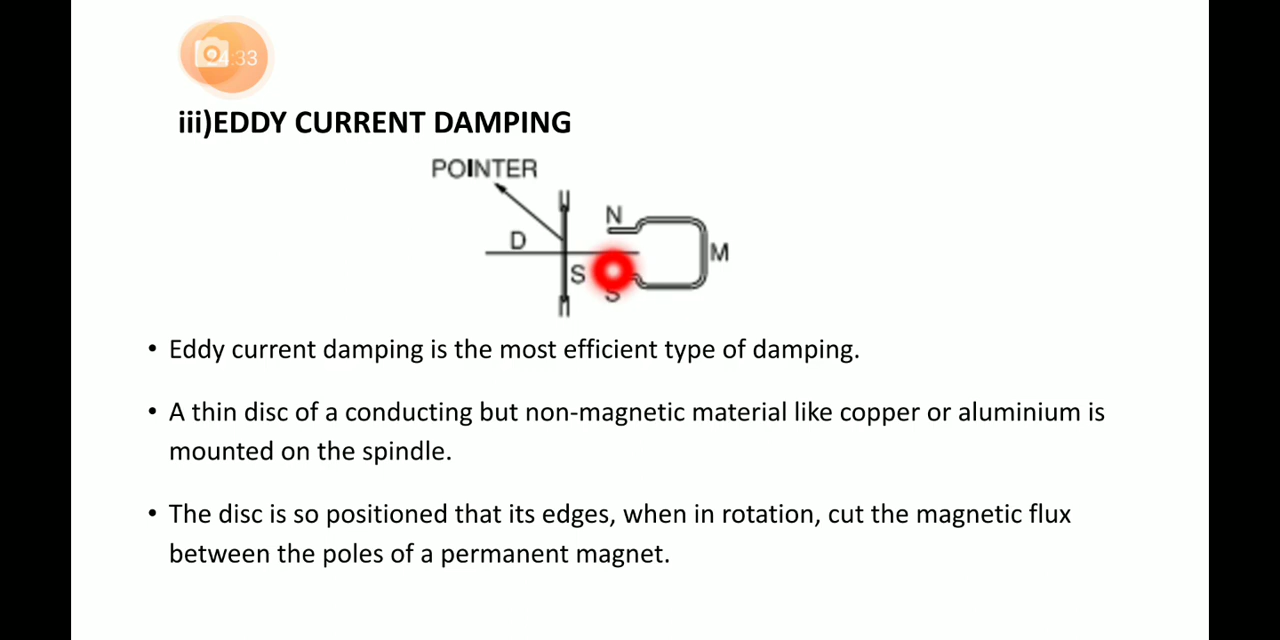 4:33
iii)EDDY CURRENT DAMPING
POINTER
N
D
M
S
S
• Eddy current damping is the most efficient type of damping.
• A thin disc of a conducting but non-magnetic material like copper or aluminium is
mounted on the spindle.
• The disc is so positioned that its edges, when in rotation, cut the magnetic flux
between the poles of a permanent magnet.